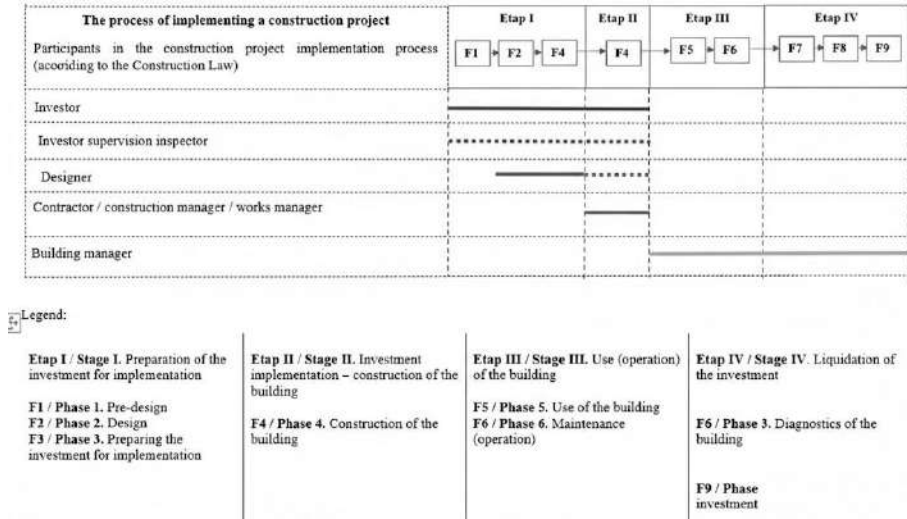 The process of implementing a construction project
Etap I
Etap II
Etap III
Etap IV
Participants in the construction project implementation process
(according to the Construction Law)
F1
F2
F4
F4
F5
F6
F7
F8
F9
Investor
Investor supervision inspector
Designer
Contractor / construction manager / works manager
Building manager
Legend:
Etap I / Stage I. Preparation of the
investment for implementation
F1 / Phase 1. Pre-design
F2 / Phase 2. Design
F3 / Phase 3. Preparing the
investment for implementation
Etap II / Stage II. Investment
implementation – construction of the
building
F4 / Phase 4. Construction of the
building
Etap III / Stage III. Use (operation)
of the building
F5 / Phase 5. Use of the building
F6 / Phase 6. Maintenance
(operation)
Etap IV / Stage IV. Liquidation of
the investment
F6 / Phase 3. Diagnostics of the
building
F9 / Phase
investment